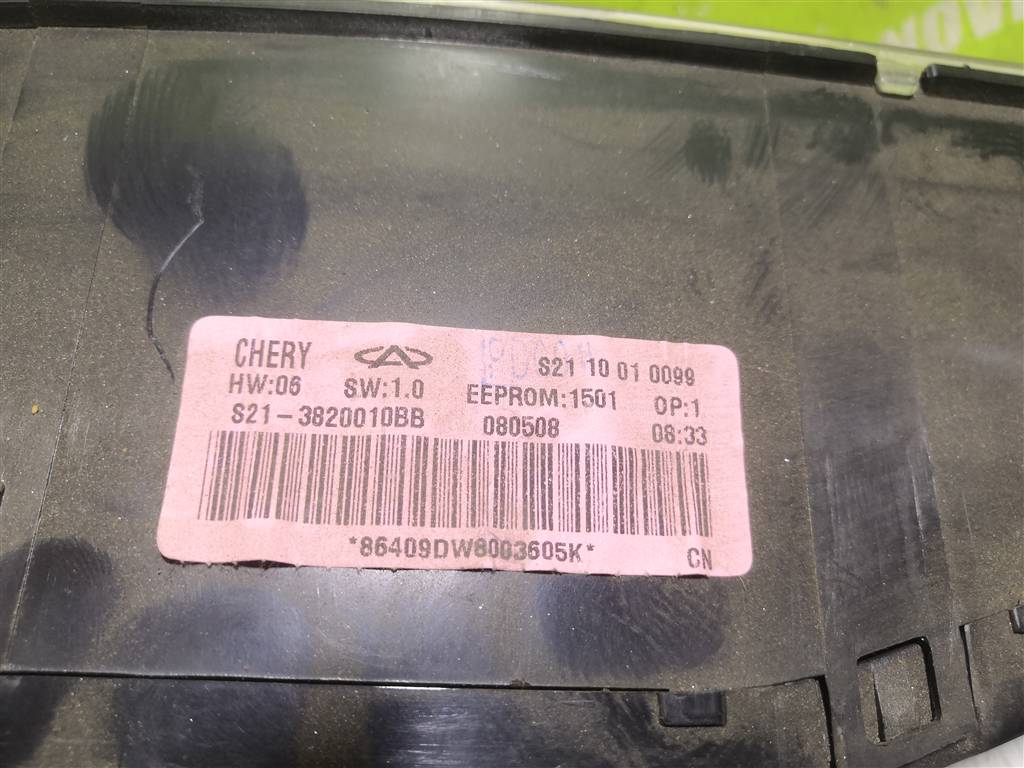 NOVI
CHERY S21 10 01 0099
HW:06 SW:1.0 EEPROM:1501 OP:1
S21-3820010BB 080508 08:33
*86409DW8003605K* CN